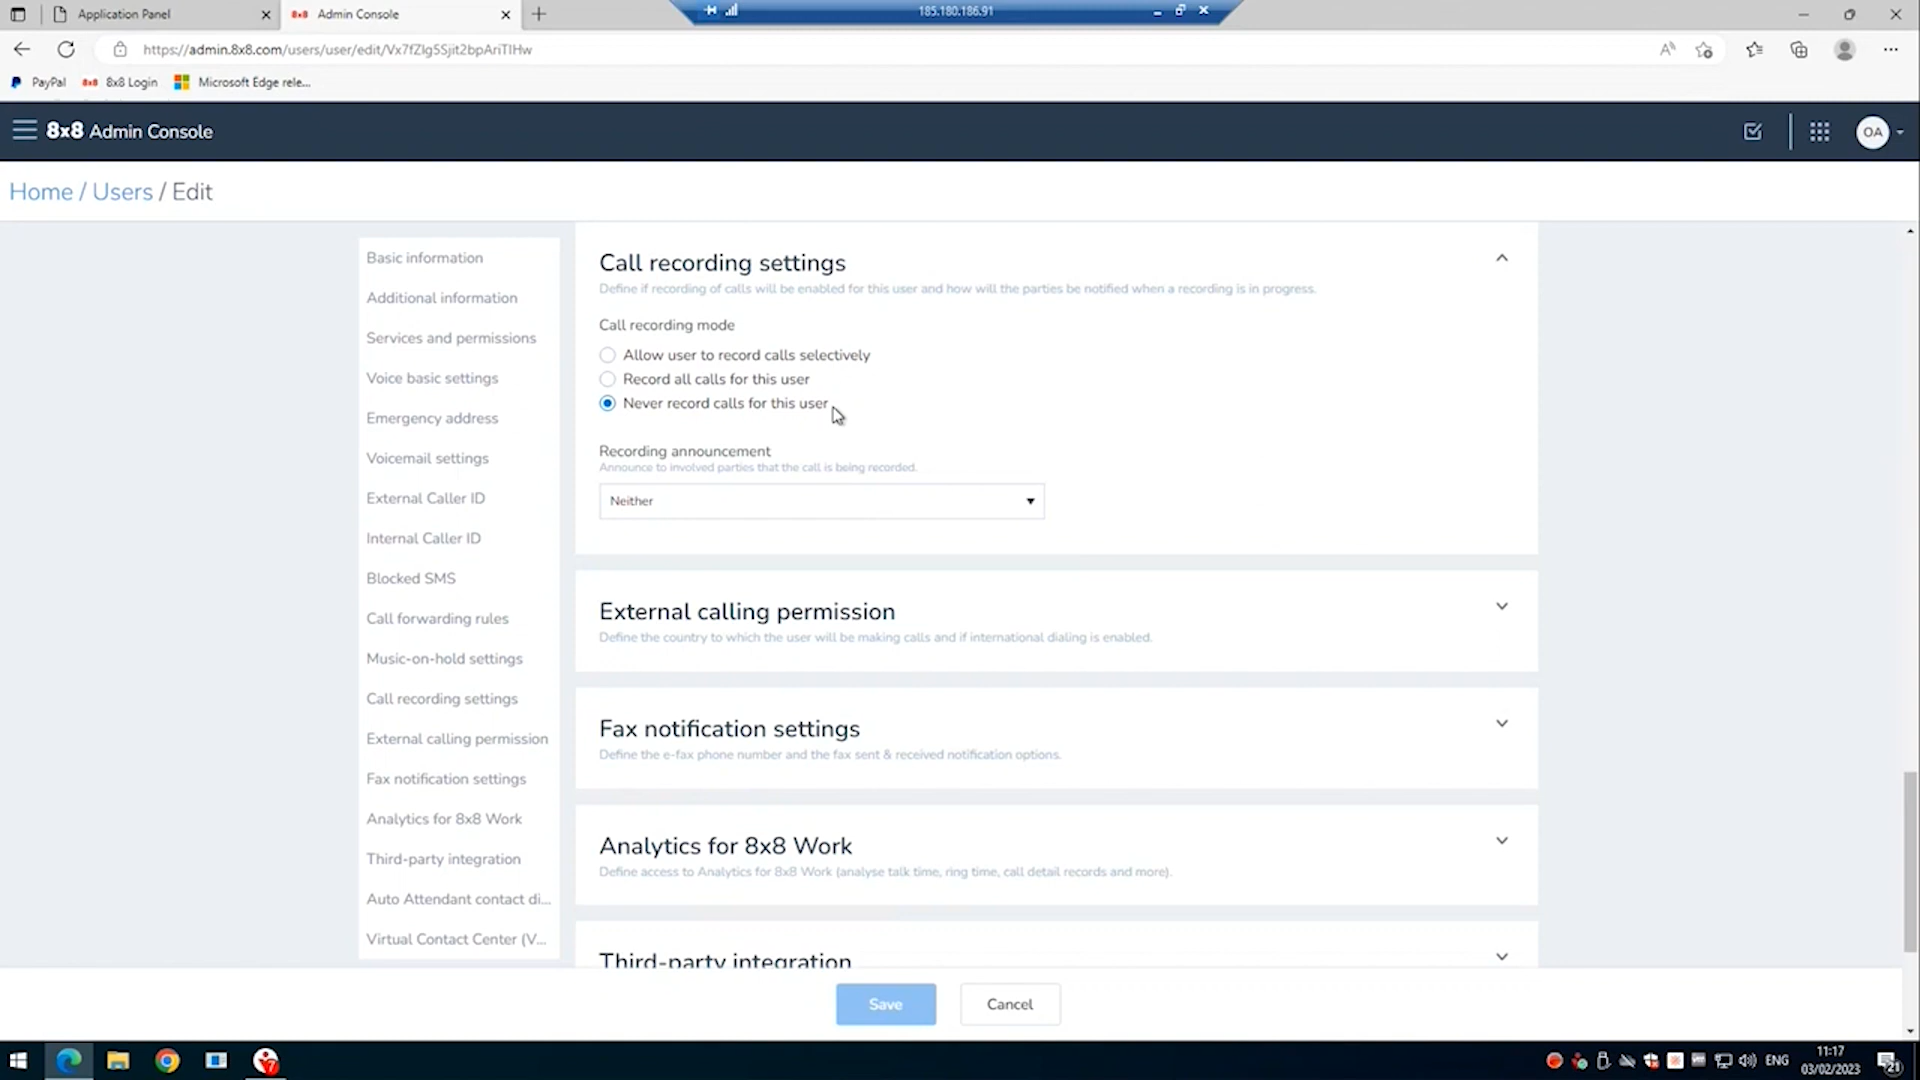 Application Panel
8x8 Admin Console
185.180.186.91
https://admin.8x8.com/users/user/edit/Vx7fZIg5Sjit2bpAriTIHw
PayPal
8x8 8x8 Login
Microsoft Edge rele...
8x8 Admin Console
OA
Home / Users / Edit
Basic information
Additional information
Services and permissions
Voice basic settings
Emergency address
Voicemail settings
External Caller ID
Internal Caller ID
Blocked SMS
Call forwarding rules
Music-on-hold settings
Call recording settings
External calling permission
Fax notification settings
Analytics for 8x8 Work
Third-party integration
Auto Attendant contact di...
Virtual Contact Center (V...
Call recording settings
Define if recording of calls will be enabled for this user and how will the parties be notified when a recording is in progress.
Call recording mode
Allow user to record calls selectively
Record all calls for this user
Never record calls for this user
Recording announcement
Announce to involved parties that the call is being recorded.
Neither
External calling permission
Define the country to which the user will be making calls and if international dialing is enabled.
Fax notification settings
Define the e-fax phone number and the fax sent & received notification options.
Analytics for 8x8 Work
Define access to Analytics for 8x8 Work (analyse talk time, ring time, call detail records and more).
Third-party integration
Save
Cancel
7
ENG
11:17
03/02/2023
21